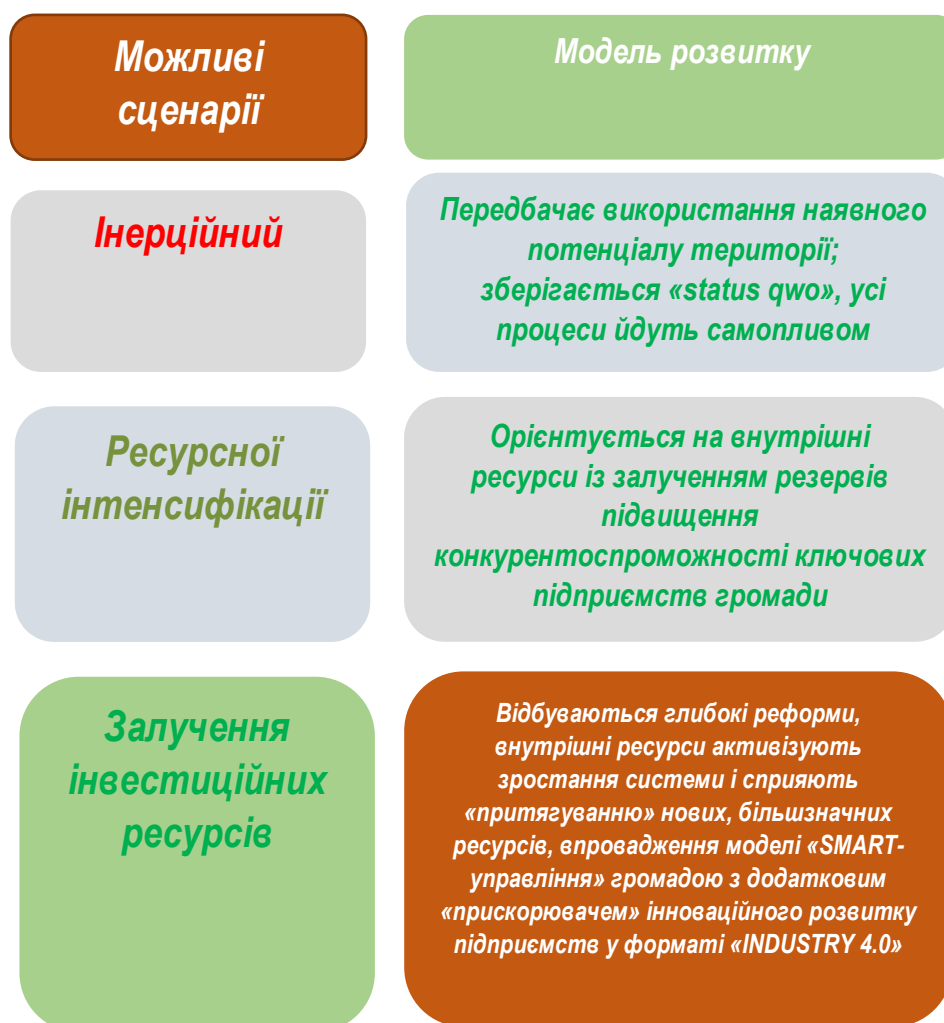 Можливі
сценарії
Модель розвитку
Інерційний
Передбачає використання наявного
потенціалу території;
зберігається «status qwo», усі
процеси йдуть самопливом
Ресурсної
інтенсифікації
Орієнтується на внутрішні
ресурси із залученням резервів
підвищення
конкурентоспроможності ключових
підприємств громади
Залучення
інвестиційних
ресурсів
Відбуваються глибокі реформи,
внутрішні ресурси активізують
зростання системи і сприяють
«притягуванню» нових, більшзначних
ресурсів, впровадження моделі «SMART-
управління» громадою з додатковим
«прискорювачем» інноваційного розвитку
підприємств у форматі «INDUSTRY 4.0»